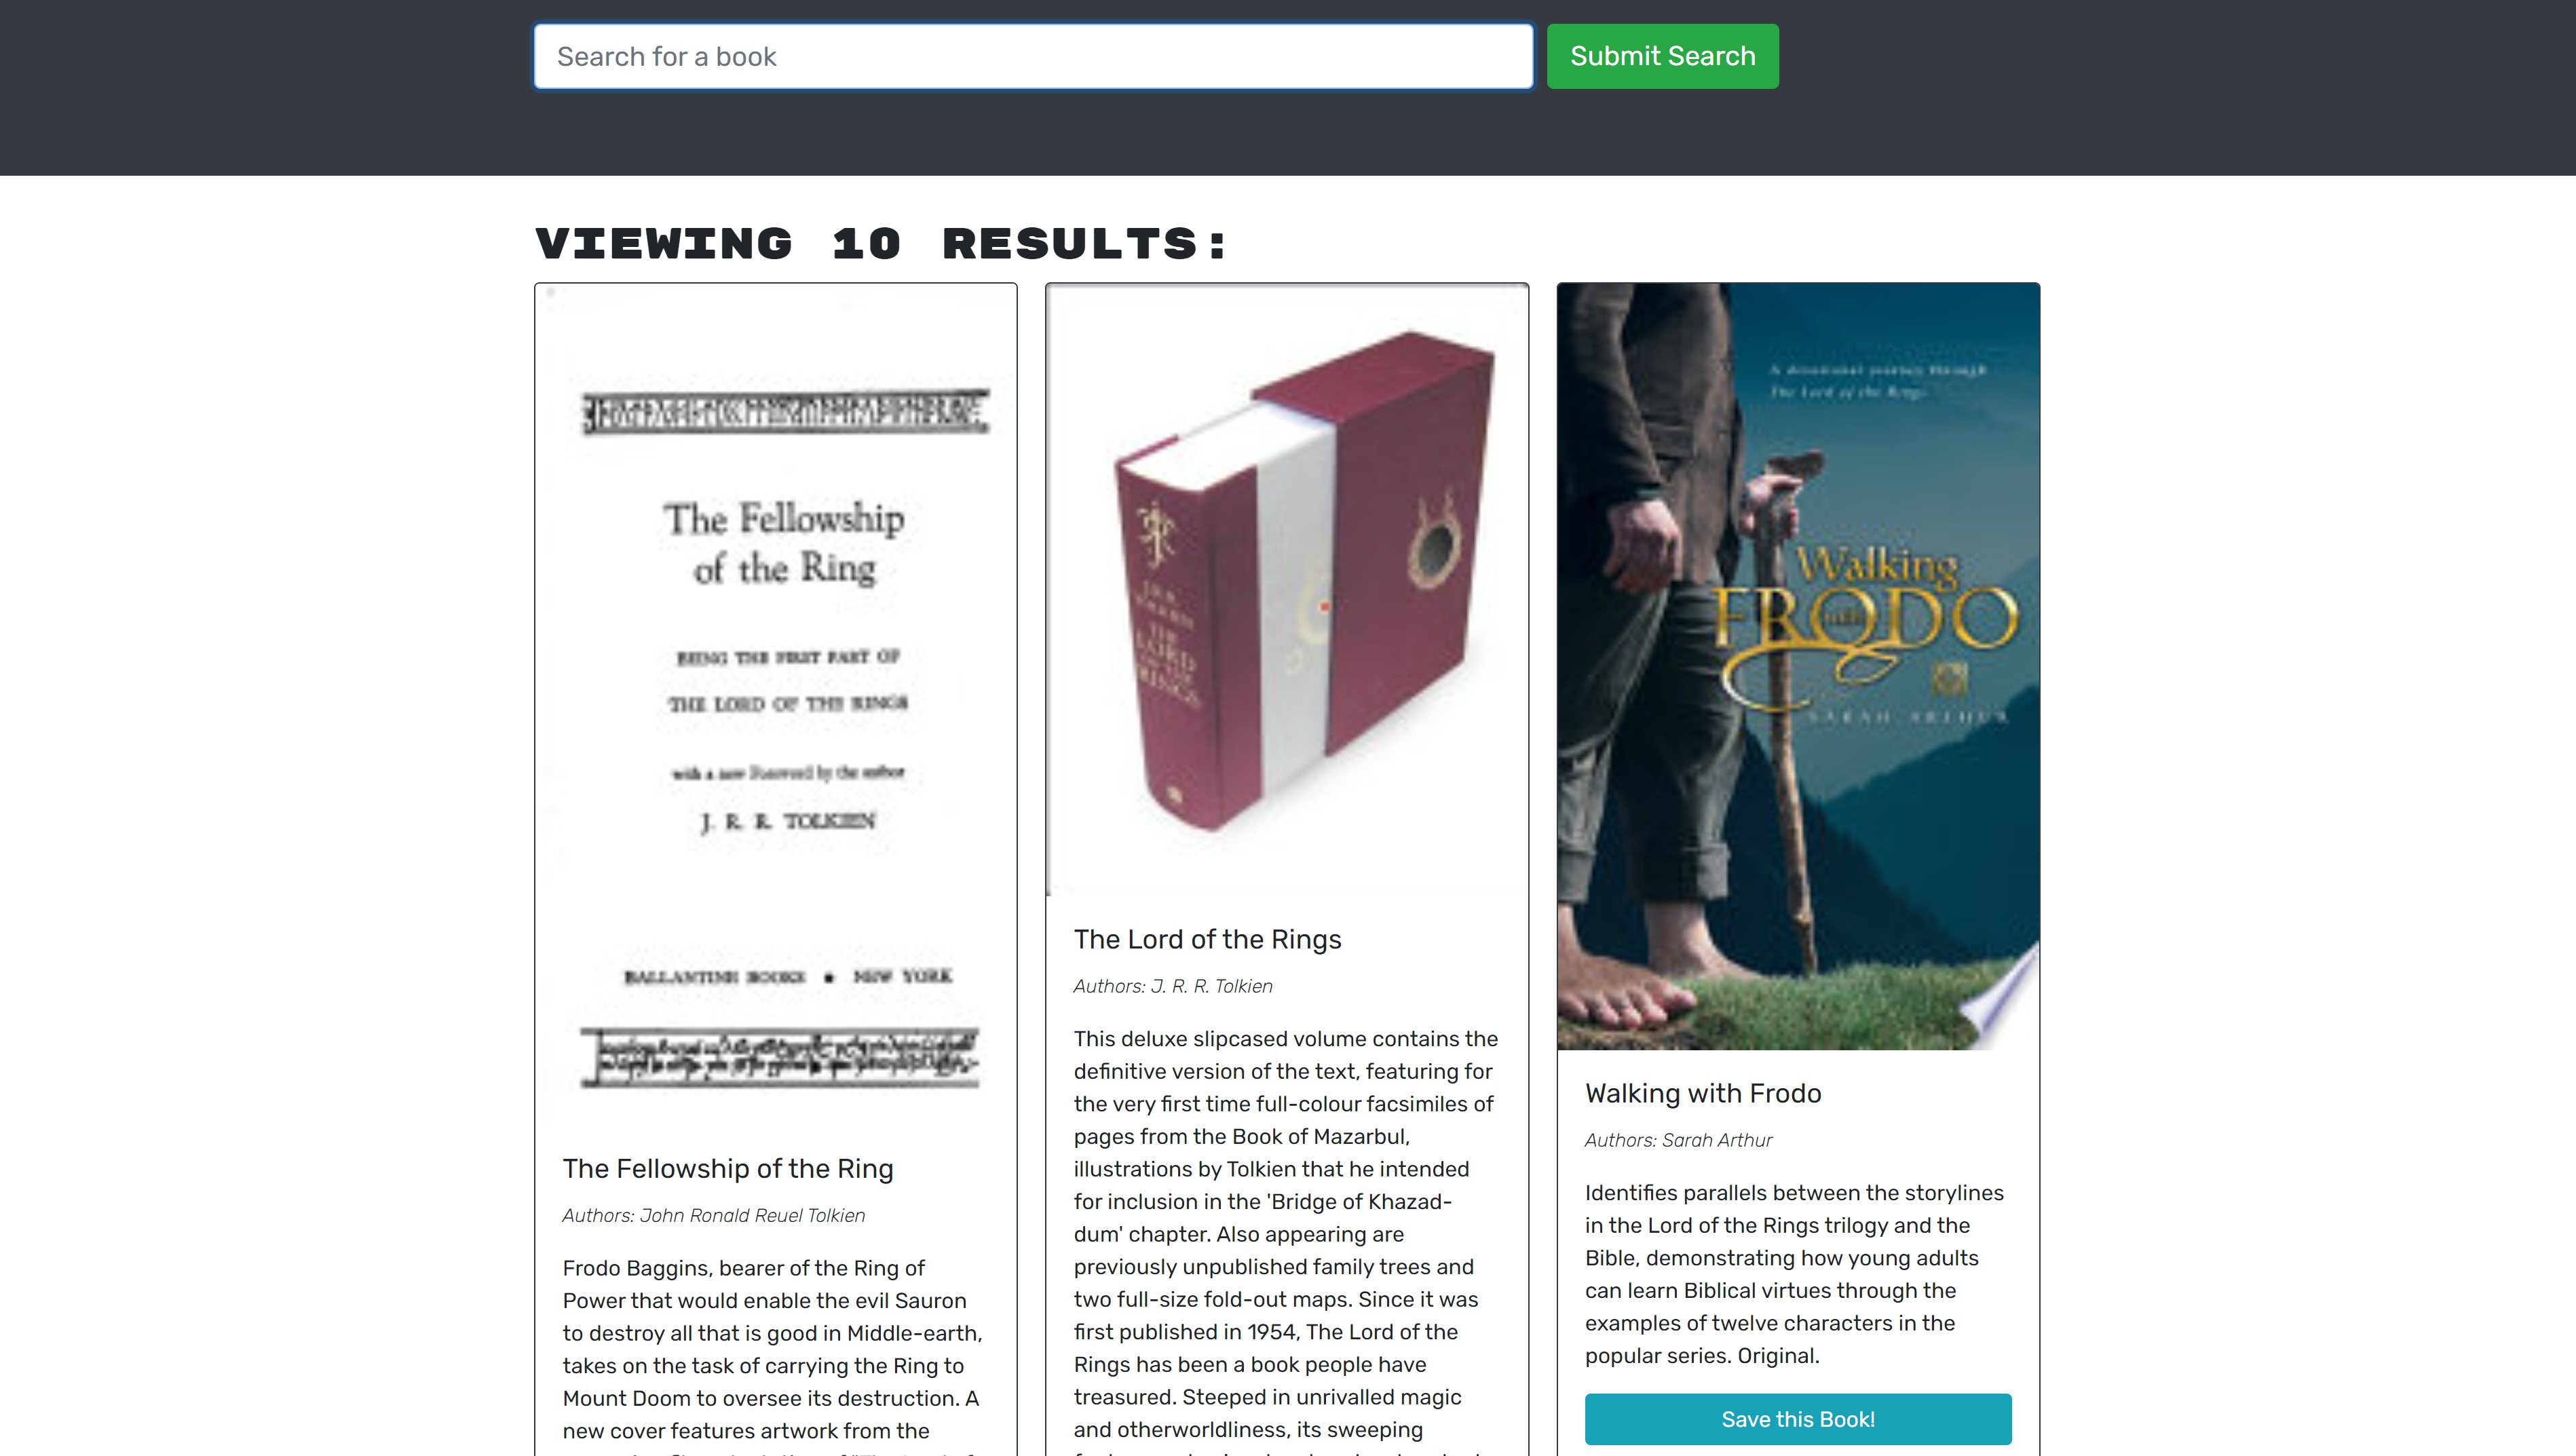 Search for a book
Submit Search
VIEWING 10 RESULTS:
The Fellowship
of the Ring
BEING THE FIRST PART OF
THE LORD OF THE RINGS
with a new Foreword by the author
J. R. R. TOLKIEN
BALLANTINE BOOKS • NEW YORK
The Fellowship of the Ring
Authors: John Ronald Reuel Tolkien
Frodo Baggins, bearer of the Ring of
Power that would enable the evil Sauron
to destroy all that is good in Middle-earth,
takes on the task of carrying the Ring to
Mount Doom to oversee its destruction. A
new cover features artwork from the
THE
LORD
RINGS
The Lord of the Rings
Authors: J. R. R. Tolkien
This deluxe slipcased volume contains the
definitive version of the text, featuring for
the very first time full-colour facsimiles of
pages from the Book of Mazarbul,
illustrations by Tolkien that he intended
for inclusion in the 'Bridge of Khazad-
dum' chapter. Also appearing are
previously unpublished family trees and
two full-size fold-out maps. Since it was
first published in 1954, The Lord of the
Rings has been a book people have
treasured. Steeped in unrivalled magic
and otherworldliness, its sweeping
A devotional journey through
The Lord of the Rings
Walking
with
FRODO
SARAH ARTHUR
Walking with Frodo
Authors: Sarah Arthur
Identifies parallels between the storylines
in the Lord of the Rings trilogy and the
Bible, demonstrating how young adults
can learn Biblical virtues through the
examples of twelve characters in the
popular series. Original.
Save this Book!